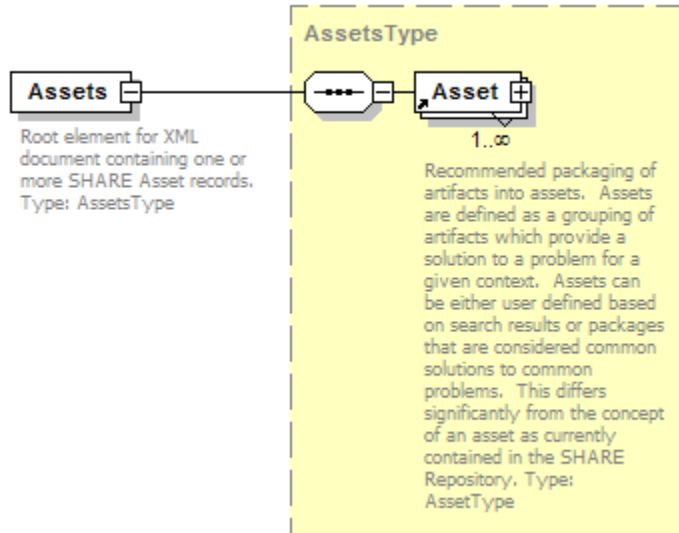 AssetsType
Assets
Asset
1..∞
Root element for XML
document containing one or
more SHARE Asset records.
Type: AssetsType
Recommended packaging of
artifacts into assets.  Assets
are defined as a grouping of
artifacts which provide a
solution to a problem for a
given context.  Assets can
be either user defined based
on search results or packages
that are considered common
solutions to common
problems.  This differs
significantly from the concept
of an asset as currently
contained in the SHARE
Repository. Type:
AssetType